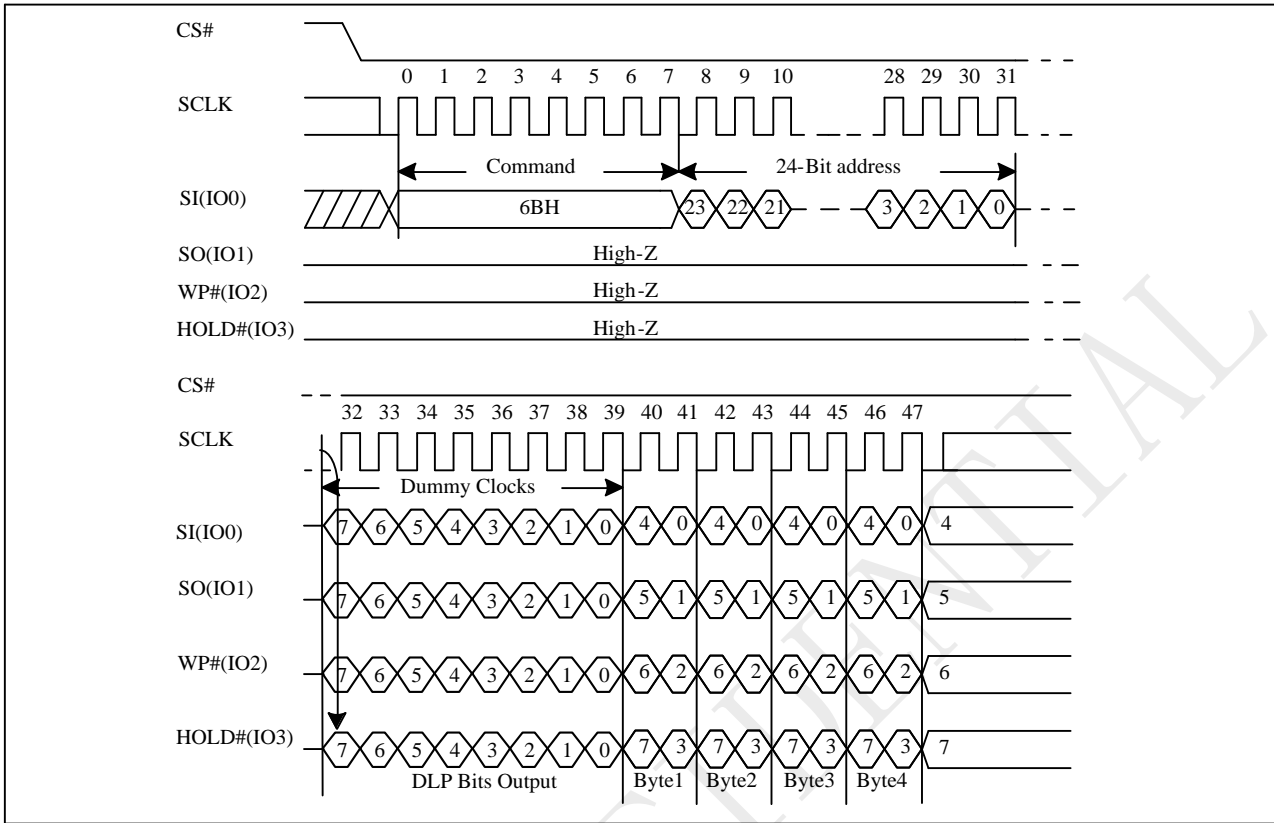 CS#
0 1 2 3 4 5 6 7 8 9 10 28 29 30 31
SCLK
Command 24-Bit address
SI(IO0) 6BH 23 22 21 3 2 1 0
SO(IO1) High-Z
WP#(IO2) High-Z
HOLD#(IO3) High-Z
CS#
32 33 34 35 36 37 38 39 40 41 42 43 44 45 46 47
SCLK
Dummy Clocks
SI(IO0) 7 6 5 4 3 2 1 0 4 0 4 0 4 0 4 0 4
SO(IO1) 7 6 5 4 3 2 1 0 5 1 5 1 5 1 5 1 5
WP#(IO2) 7 6 5 4 3 2 1 0 6 2 6 2 6 2 6 2 6
HOLD#(IO3) 7 6 5 4 3 2 1 0 7 3 7 3 7 3 7 3 7
DLP Bits Output Byte1 Byte2 Byte3 Byte4